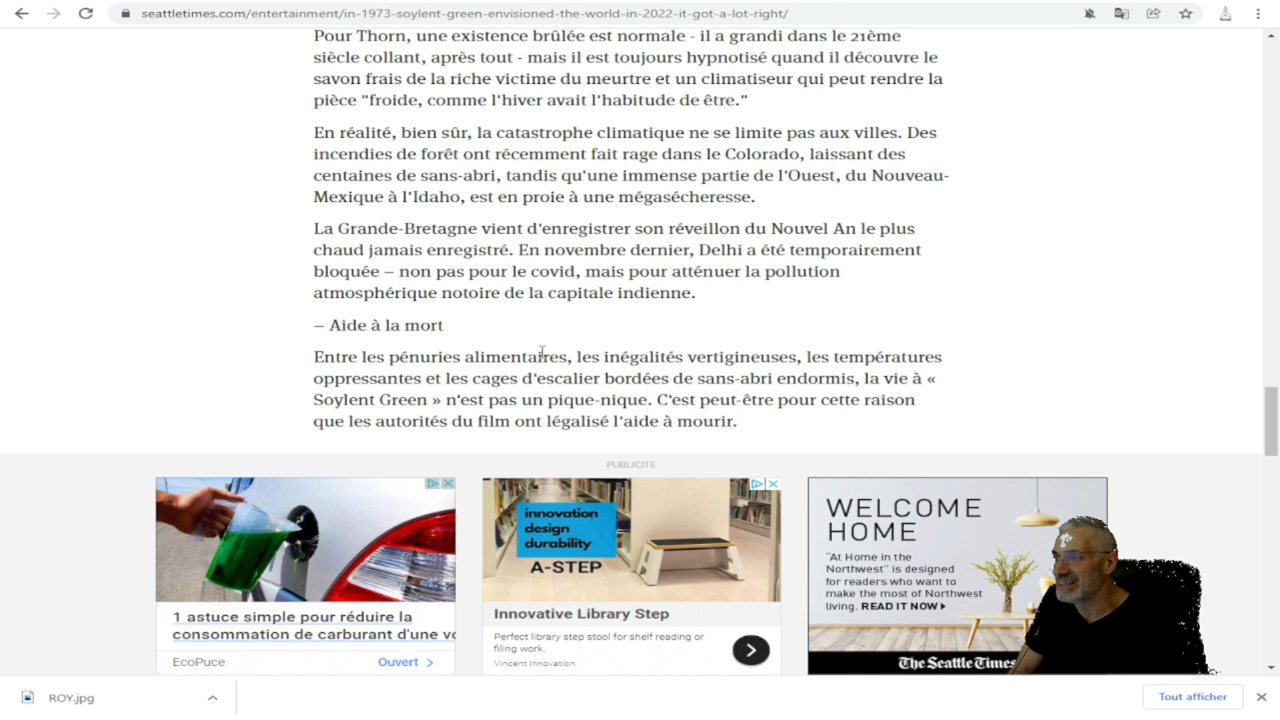 seattletimes.com/entertainment/in-1973-soylent-green-envisioned-the-world-in-2022-it-got-a-lot-right/
Pour Thorn, une existence brûlée est normale - il a grandi dans le 21ème
siècle collant, après tout - mais il est toujours hypnotisé quand il découvre le
savon frais de la riche victime du meurtre et un climatiseur qui peut rendre la
pièce "froide, comme l'hiver avait l'habitude de être."
En réalité, bien sûr, la catastrophe climatique ne se limite pas aux villes. Des
incendies de forêt ont récemment fait rage dans le Colorado, laissant des
centaines de sans-abri, tandis qu'une immense partie de l'Ouest, du Nouveau-
Mexique à l'Idaho, est en proie à une mégasécheresse.
La Grande-Bretagne vient d'enregistrer son réveillon du Nouvel An le plus
chaud jamais enregistré. En novembre dernier, Delhi a été temporairement
bloquée – non pas pour le covid, mais pour atténuer la pollution
atmosphérique notoire de la capitale indienne.
– Aide à la mort
Entre les pénuries alimentaires, les inégalités vertigineuses, les températures
oppressantes et les cages d'escalier bordées de sans-abri endormis, la vie à «
Soylent Green » n'est pas un pique-nique. C'est peut-être pour cette raison
que les autorités du film ont légalisé l'aide à mourir.
PUBLICITE
innovation
design
durability
A-STEP
WELCOME
HOME
"At Home in the
Northwest" is designed
for readers who want to
make the most of Northwest
living. READ IT NOW
The Seattle Times
1 astuce simple pour réduire la
consommation de carburant d'une vo
EcoPuce
Ouvert
Innovative Library Step
Perfect library step stool for shelf reading or
filing work.
Vincent Innovation
ROY.jpg
Tout afficher